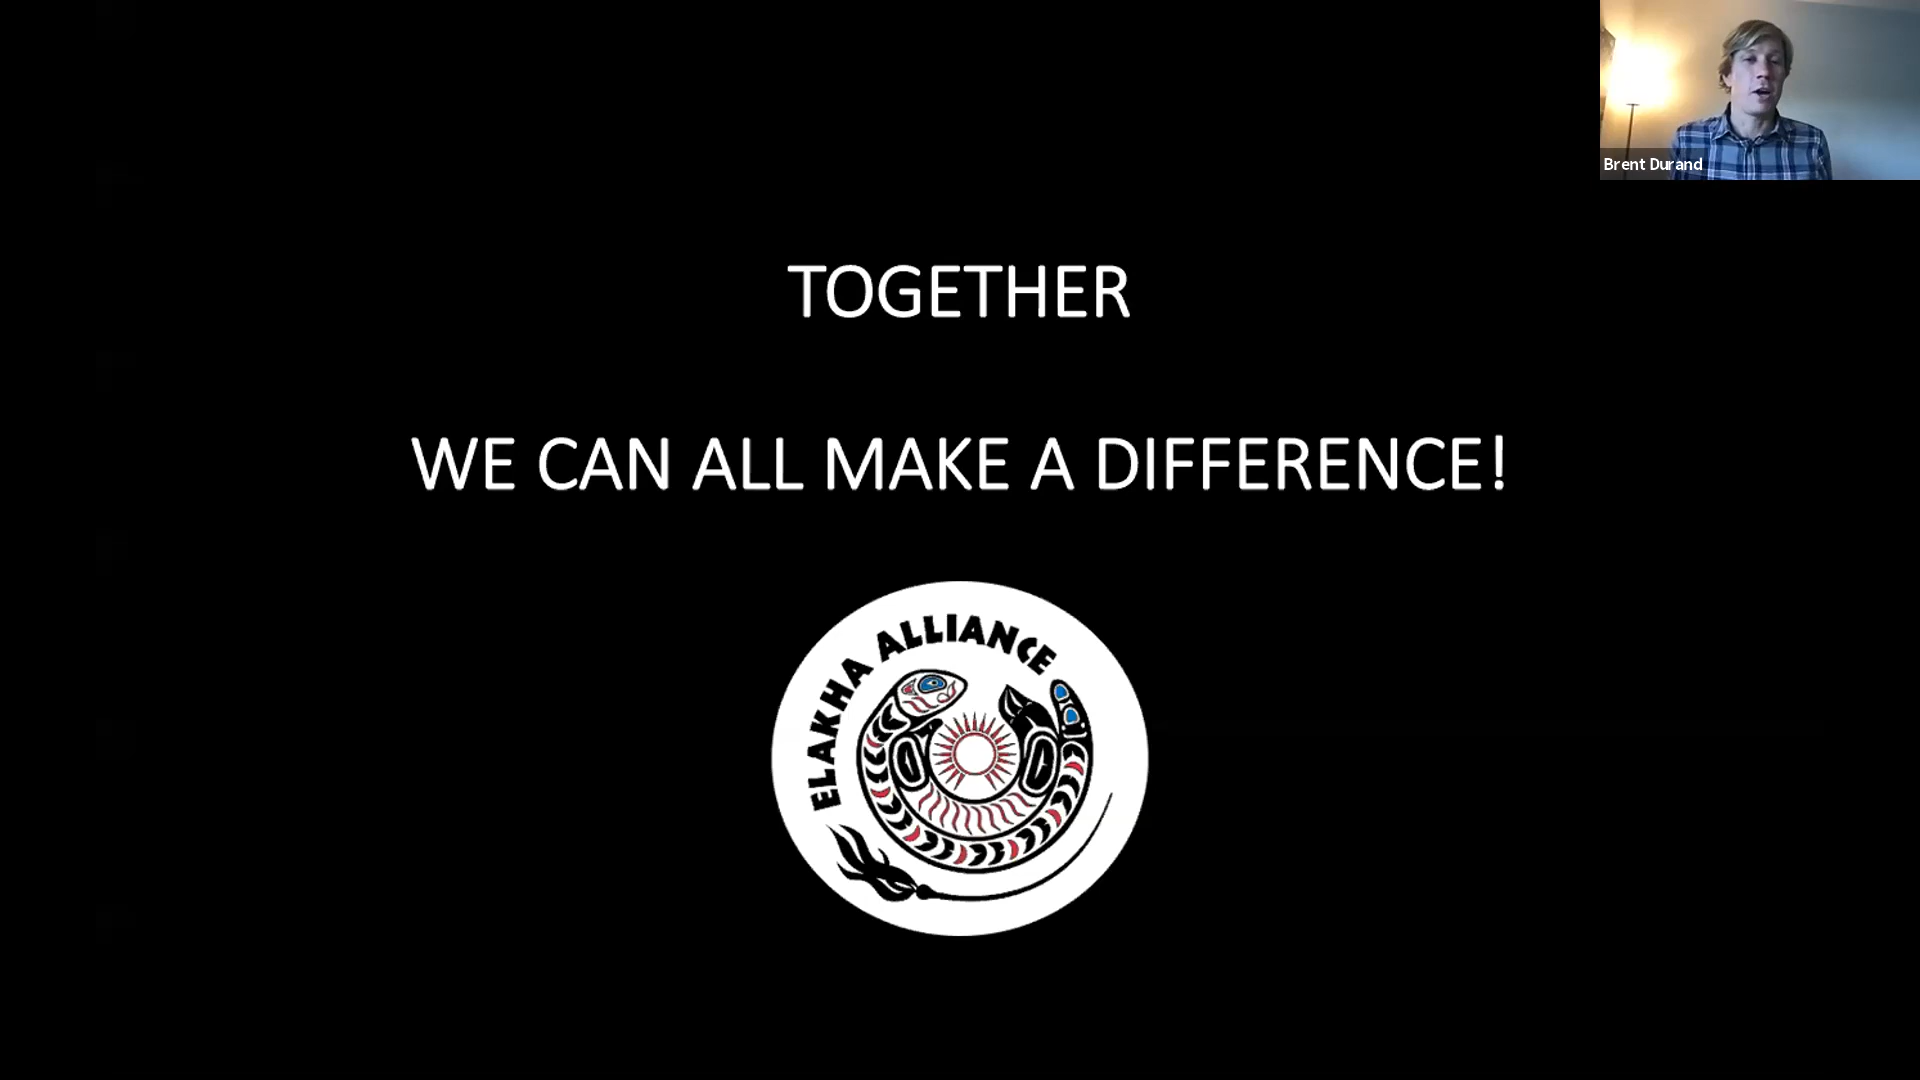 Brent Durand
TOGETHER
WE CAN ALL MAKE A DIFFERENCE!
ELAKHA ALLIANCE